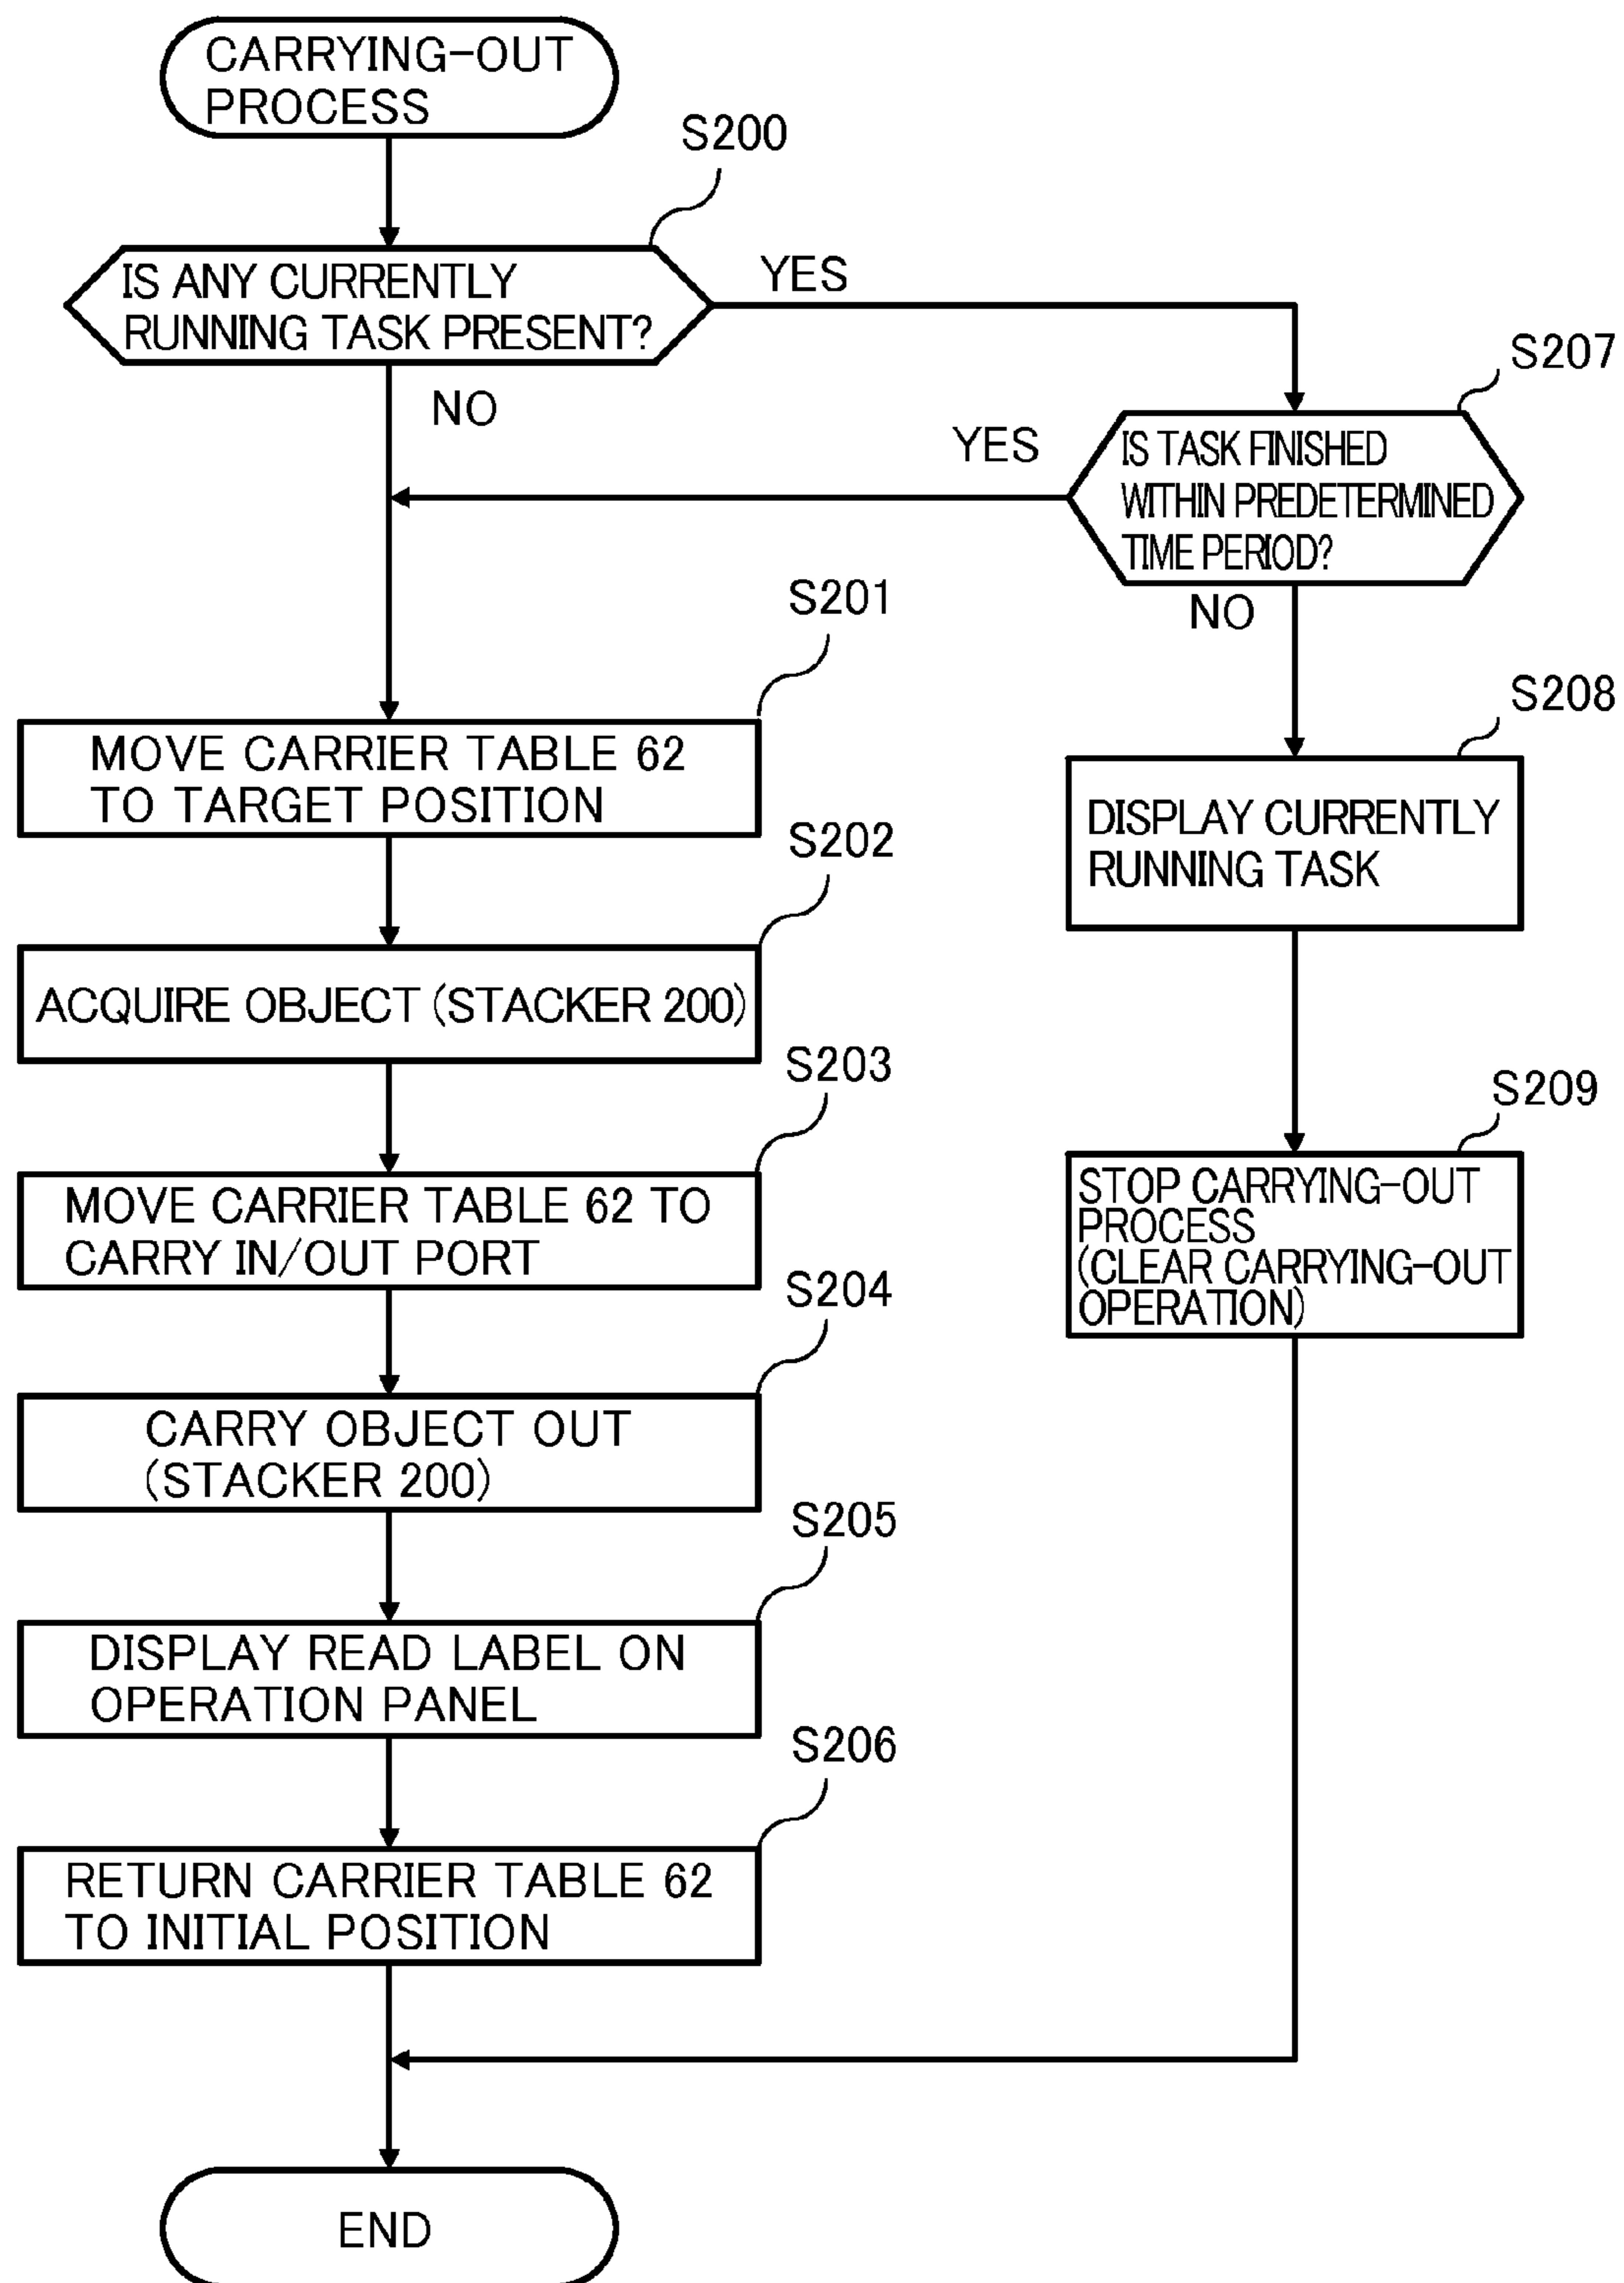 CARRYING-OUT
PROCESS
S200
IS ANY CURRENTLY
RUNNING TASK PRESENT?
YES
NO
S207
IS TASK FINISHED
WITHIN PREDETERMINED
TIME PERIOD?
YES
NO
S201
MOVE CARRIER TABLE 62
TO TARGET POSITION
S208
DISPLAY CURRENTLY
RUNNING TASK
S202
ACQUIRE OBJECT (STACKER 200)
S203
MOVE CARRIER TABLE 62 TO
CARRY IN/OUT PORT
S209
STOP CARRYING-OUT
PROCESS
(CLEAR CARRYING-OUT
OPERATION)
S204
CARRY OBJECT OUT
(STACKER 200)
S205
DISPLAY READ LABEL ON
OPERATION PANEL
S206
RETURN CARRIER TABLE 62
TO INITIAL POSITION
END